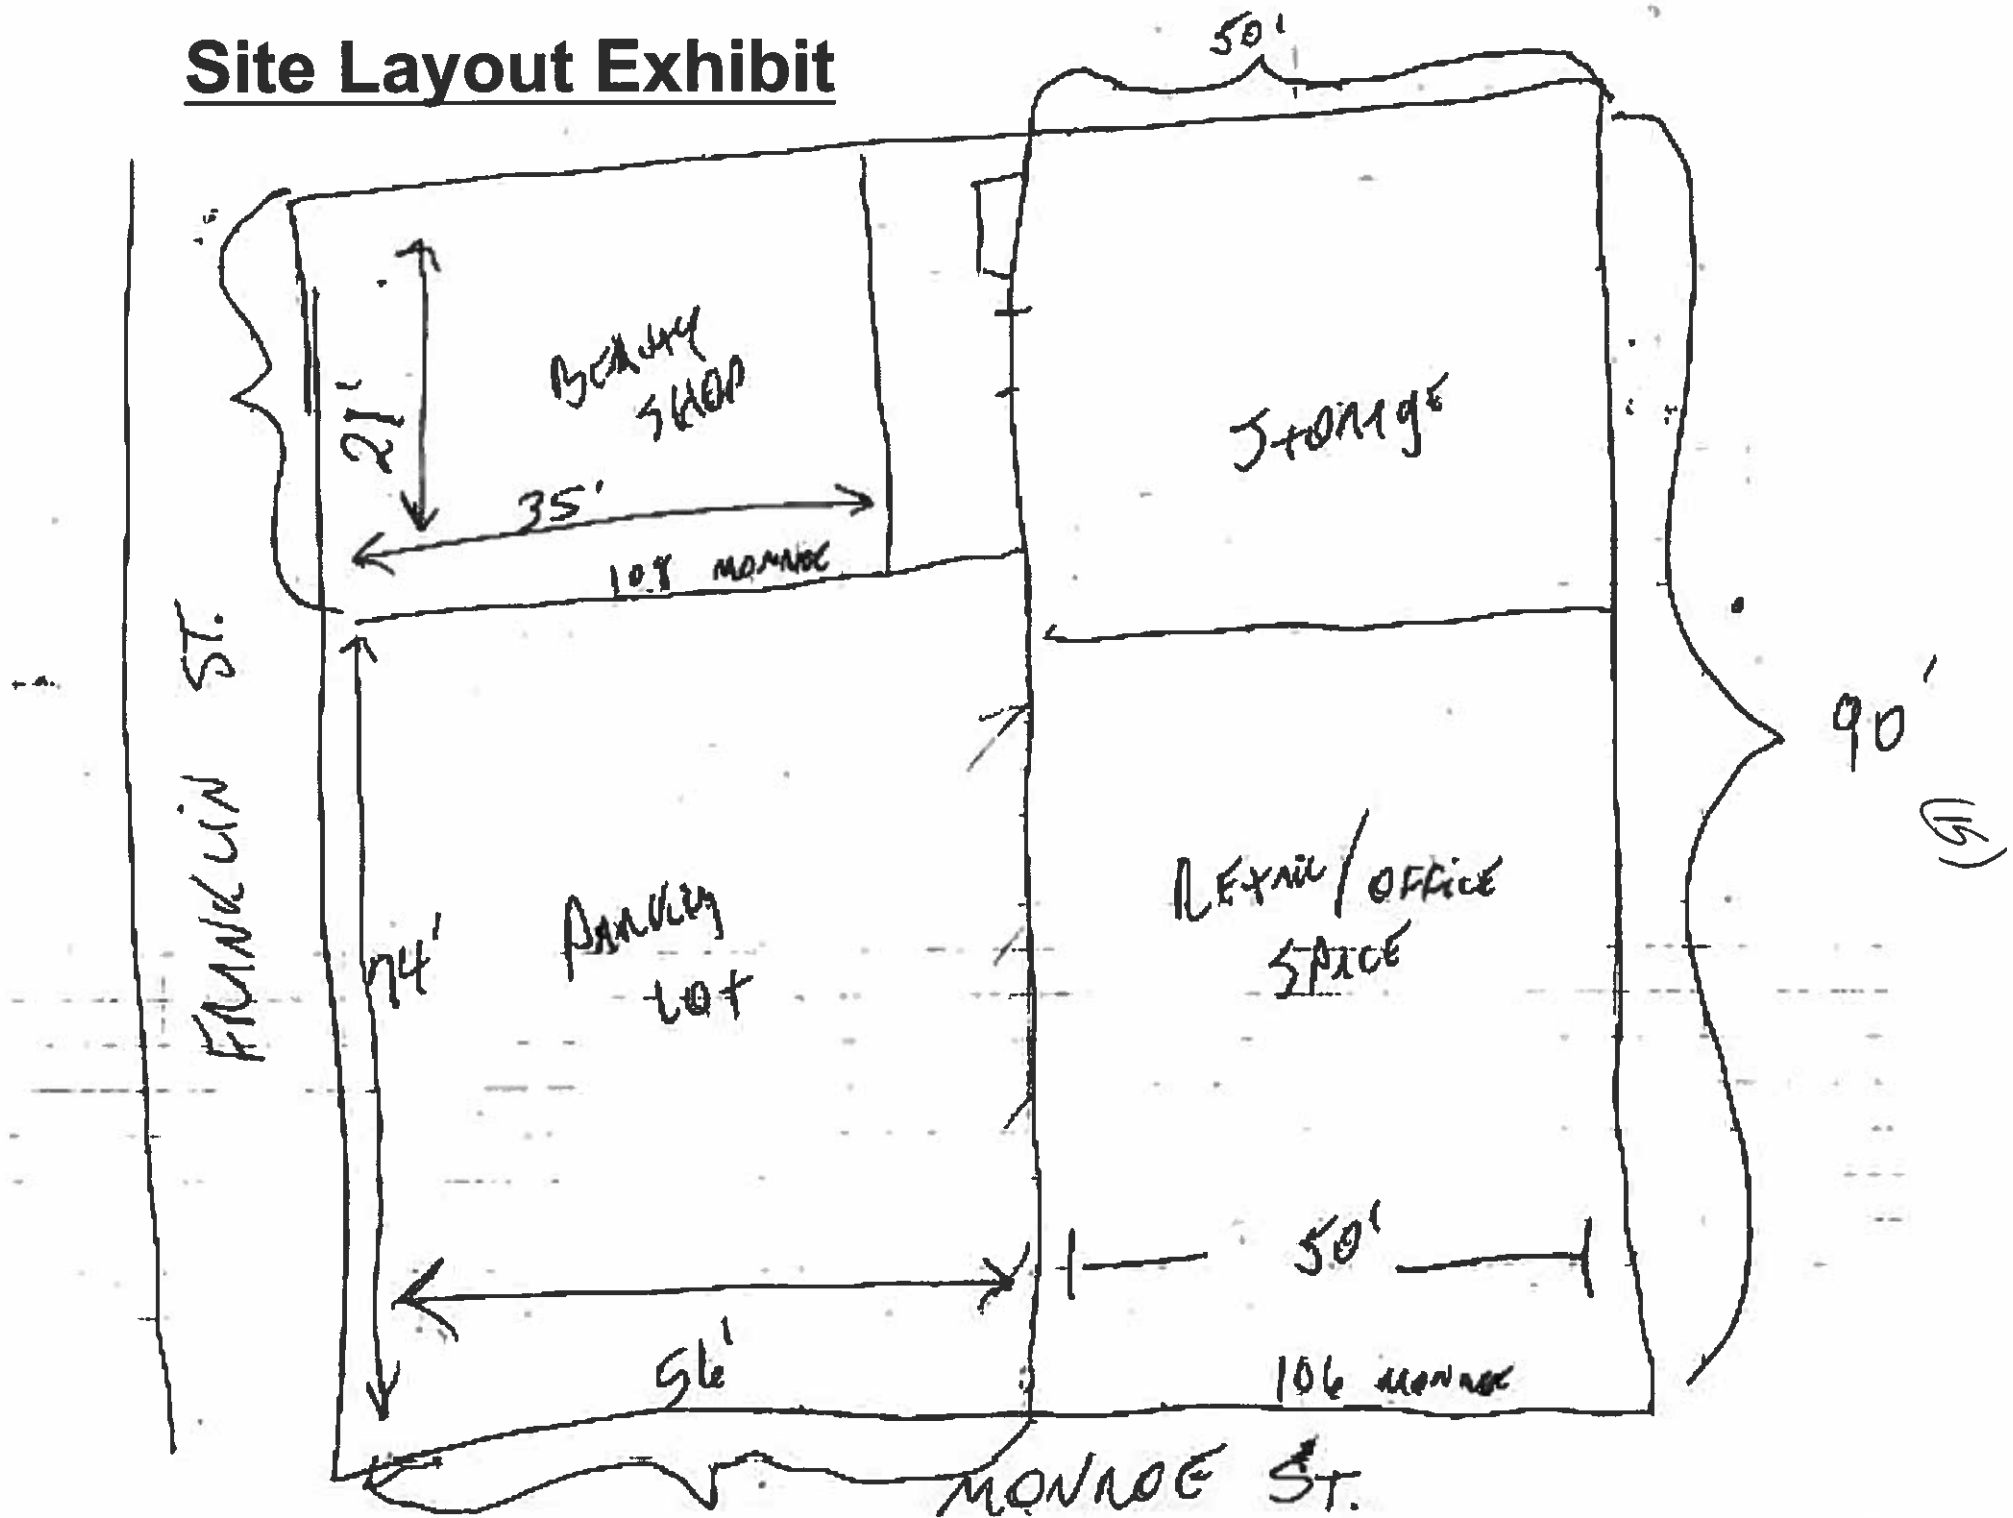 Site Layout Exhibit
50'
BEAUTY
SHOP
21'
35'
108 MONROE
STORAGE
FRANKLIN ST.
90'
74'
PARKING
LOT
RETAIL/OFFICE
SPACE
50'
56'
106 MONROE
MONROE ST.